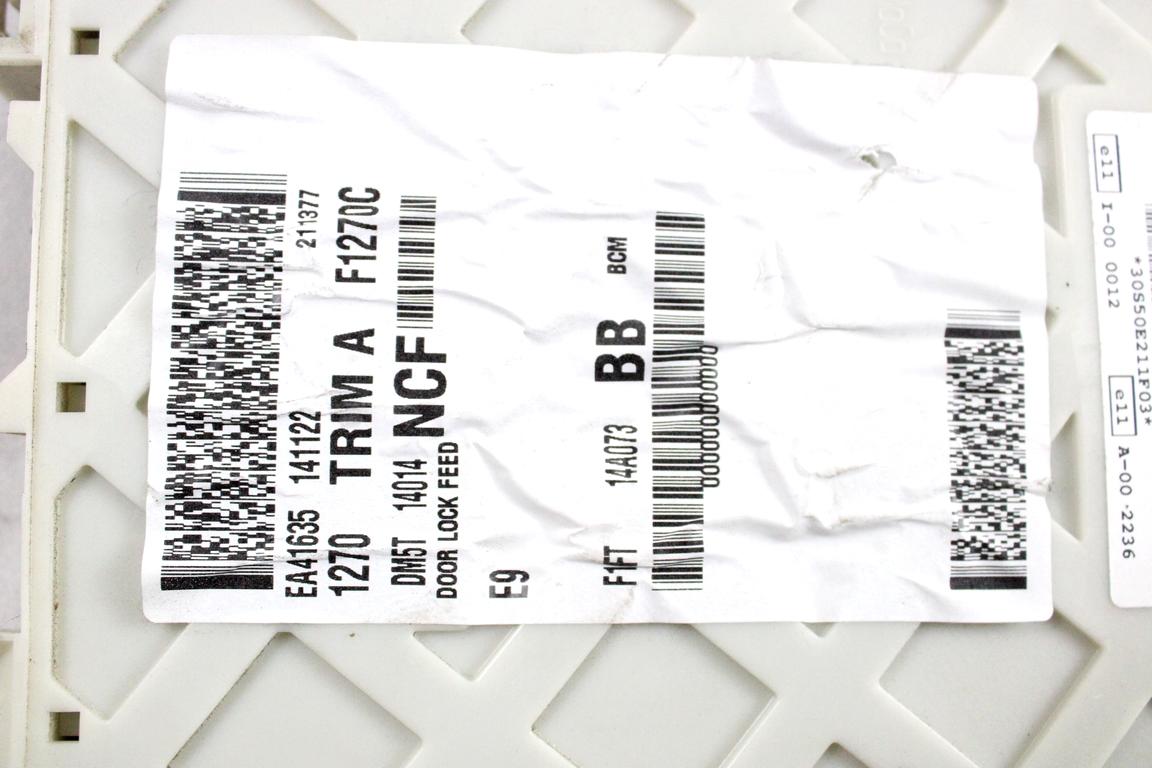 211377
EA41635 141122
1270 TRIM A F1270C
DM5T 14014 NCF
DOOR LOCK FEED
E9
BCM
F1FT 14A073 BB
e11 I-00 0012
*30S50E211F03*
e11 A-00-2236